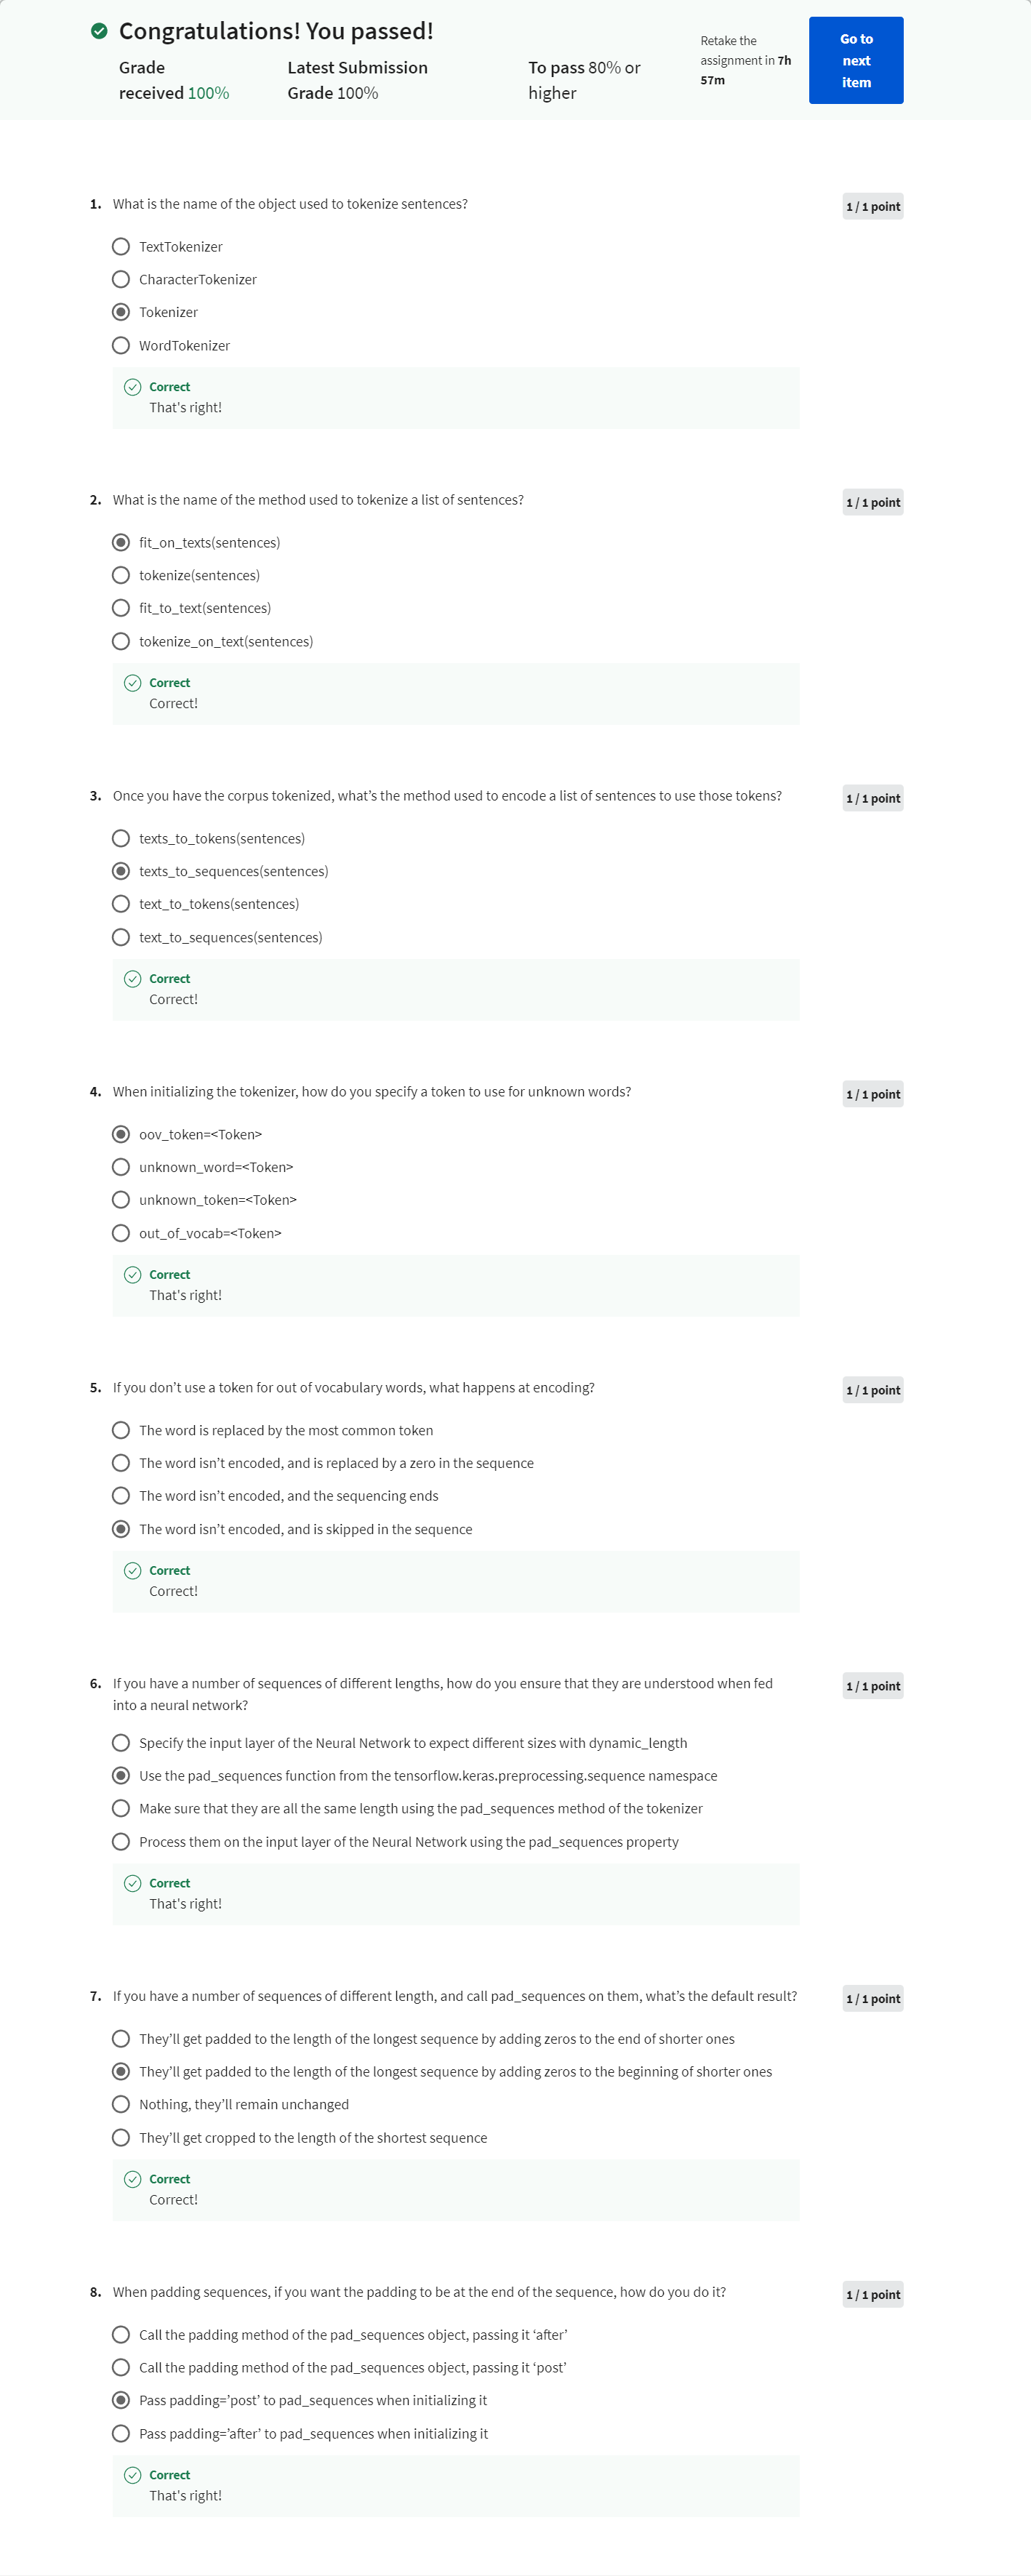 Congratulations! You passed!
Grade received 100%
Latest Submission Grade 100%
To pass 80% or higher
Retake the assignment in 7h 57m
Go to next item
1. What is the name of the object used to tokenize sentences?
1 / 1 point
TextTokenizer
CharacterTokenizer
Tokenizer
WordTokenizer
Correct
That's right!
2. What is the name of the method used to tokenize a list of sentences?
1 / 1 point
fit_on_texts(sentences)
tokenize(sentences)
fit_to_text(sentences)
tokenize_on_text(sentences)
Correct
Correct!
3. Once you have the corpus tokenized, what’s the method used to encode a list of sentences to use those tokens?
1 / 1 point
texts_to_tokens(sentences)
texts_to_sequences(sentences)
text_to_tokens(sentences)
text_to_sequences(sentences)
Correct
Correct!
4. When initializing the tokenizer, how do you specify a token to use for unknown words?
1 / 1 point
oov_token=<Token>
unknown_word=<Token>
unknown_token=<Token>
out_of_vocab=<Token>
Correct
That's right!
5. If you don’t use a token for out of vocabulary words, what happens at encoding?
1 / 1 point
The word is replaced by the most common token
The word isn’t encoded, and is replaced by a zero in the sequence
The word isn’t encoded, and the sequencing ends
The word isn’t encoded, and is skipped in the sequence
Correct
Correct!
6. If you have a number of sequences of different lengths, how do you ensure that they are understood when fed
into a neural network?
1 / 1 point
Specify the input layer of the Neural Network to expect different sizes with dynamic_length
Use the pad_sequences function from the tensorflow.keras.preprocessing.sequence namespace
Make sure that they are all the same length using the pad_sequences method of the tokenizer
Process them on the input layer of the Neural Network using the pad_sequences property
Correct
That's right!
7. If you have a number of sequences of different length, and call pad_sequences on them, what’s the default result?
1 / 1 point
They’ll get padded to the length of the longest sequence by adding zeros to the end of shorter ones
They’ll get padded to the length of the longest sequence by adding zeros to the beginning of shorter ones
Nothing, they’ll remain unchanged
They’ll get cropped to the length of the shortest sequence
Correct
Correct!
8. When padding sequences, if you want the padding to be at the end of the sequence, how do you do it?
1 / 1 point
Call the padding method of the pad_sequences object, passing it ‘after’
Call the padding method of the pad_sequences object, passing it ‘post’
Pass padding=’post’ to pad_sequences when initializing it
Pass padding=’after’ to pad_sequences when initializing it
Correct
That's right!